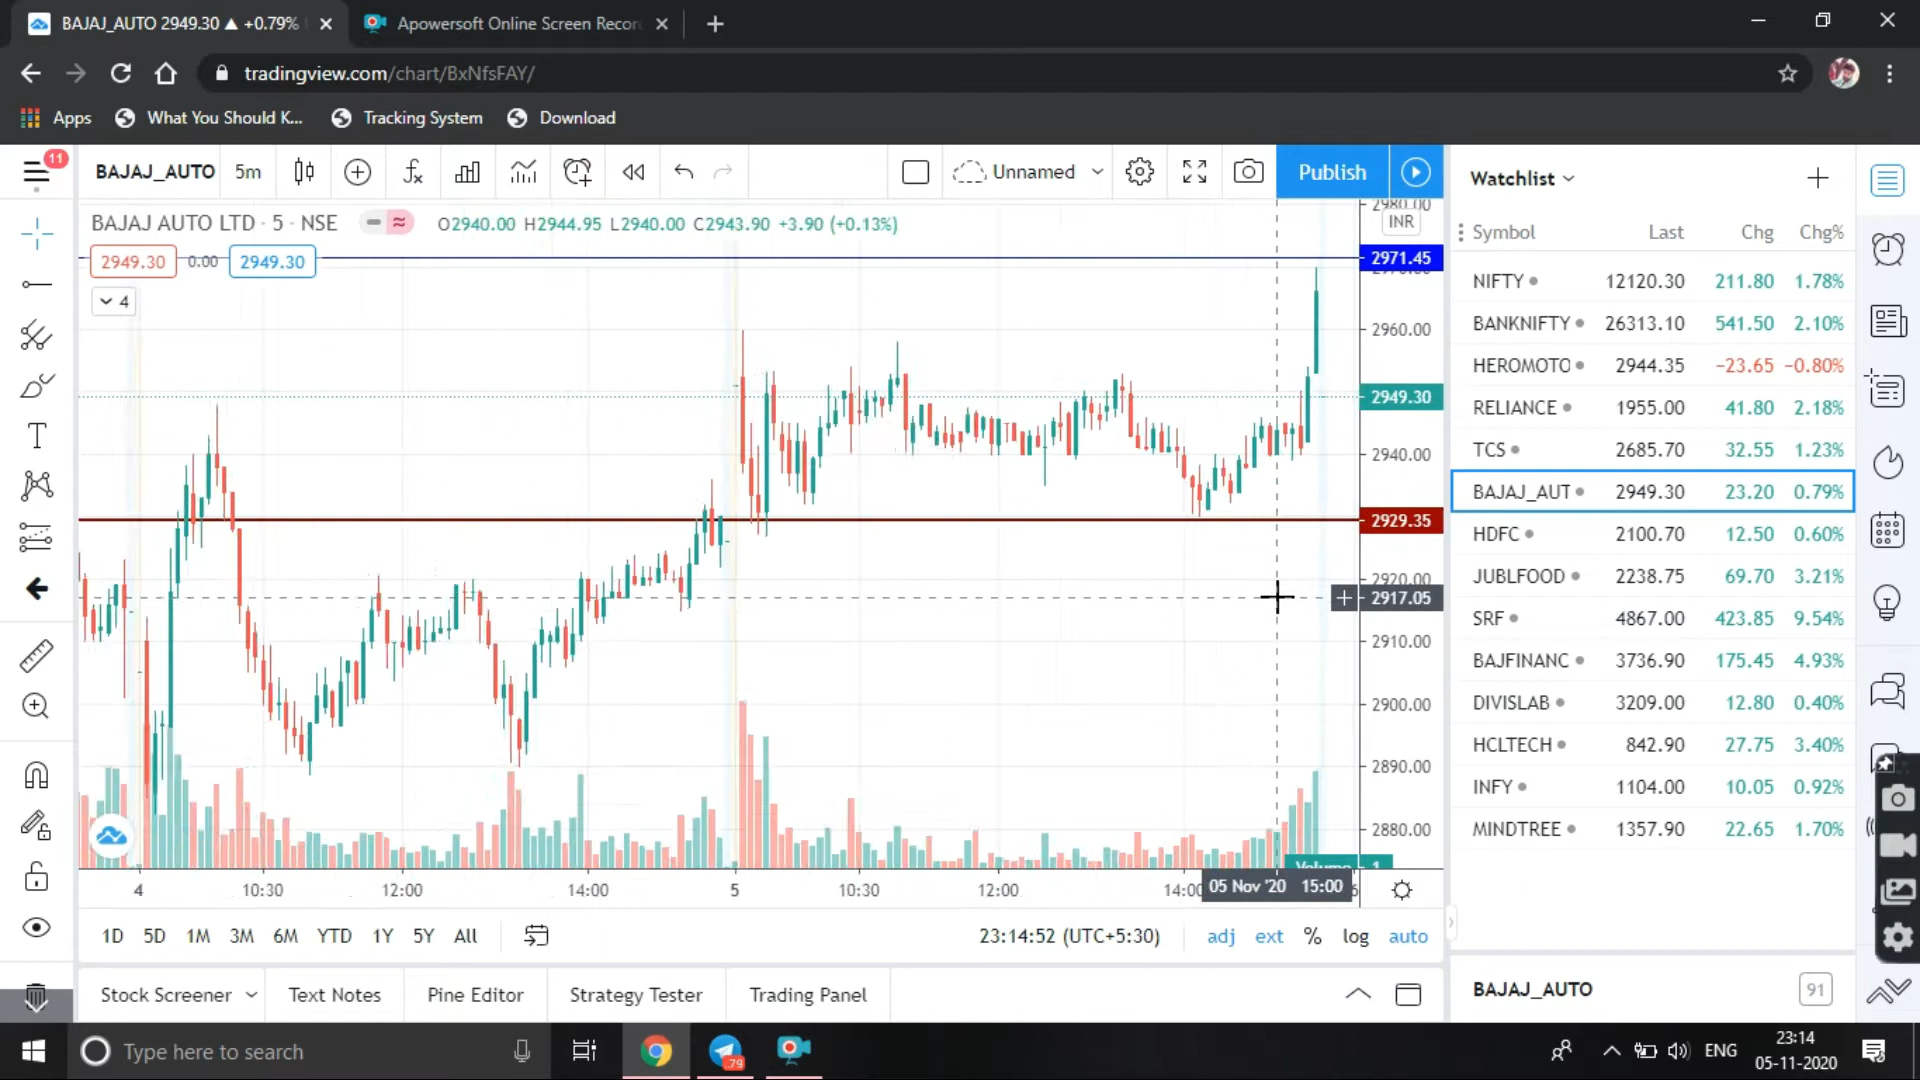 BAJAJ_AUTO 2949.30 ▲ +0.79%
Apowersoft Online Screen Recor
tradingview.com/chart/BxNfsFAY/
Apps What You Should K... Tracking System Download
11
BAJAJ_AUTO 5m Unnamed Publish
BAJAJ AUTO LTD · 5 · NSE O2940.00 H2944.95 L2940.00 C2943.90 +3.90 (+0.13%)
2949.30 0.00 2949.30
4
2980.00
INR
2971.45
2960.00
2949.30
2940.00
2929.35
2920.00
2917.05
2910.00
2900.00
2890.00
2880.00
Volume 1
4 10:30 12:00 14:00 5 10:30 12:00 14:00 05 Nov '20 15:00 6
1D 5D 1M 3M 6M YTD 1Y 5Y All 23:14:52 (UTC+5:30) adj ext % log auto
Stock Screener Text Notes Pine Editor Strategy Tester Trading Panel
Watchlist
Symbol Last Chg Chg%
NIFTY 12120.30 211.80 1.78%
BANKNIFTY 26313.10 541.50 2.10%
HEROMOTO 2944.35 −23.65 −0.80%
RELIANCE 1955.00 41.80 2.18%
TCS 2685.70 32.55 1.23%
BAJAJ_AUT 2949.30 23.20 0.79%
HDFC 2100.70 12.50 0.60%
JUBLFOOD 2238.75 69.70 3.21%
SRF 4867.00 423.85 9.54%
BAJFINANC 3736.90 175.45 4.93%
DIVISLAB 3209.00 12.80 0.40%
HCLTECH 842.90 27.75 3.40%
INFY 1104.00 10.05 0.92%
MINDTREE 1357.90 22.65 1.70%
BAJAJ_AUTO 91
Type here to search
79
ENG
23:14
05-11-2020